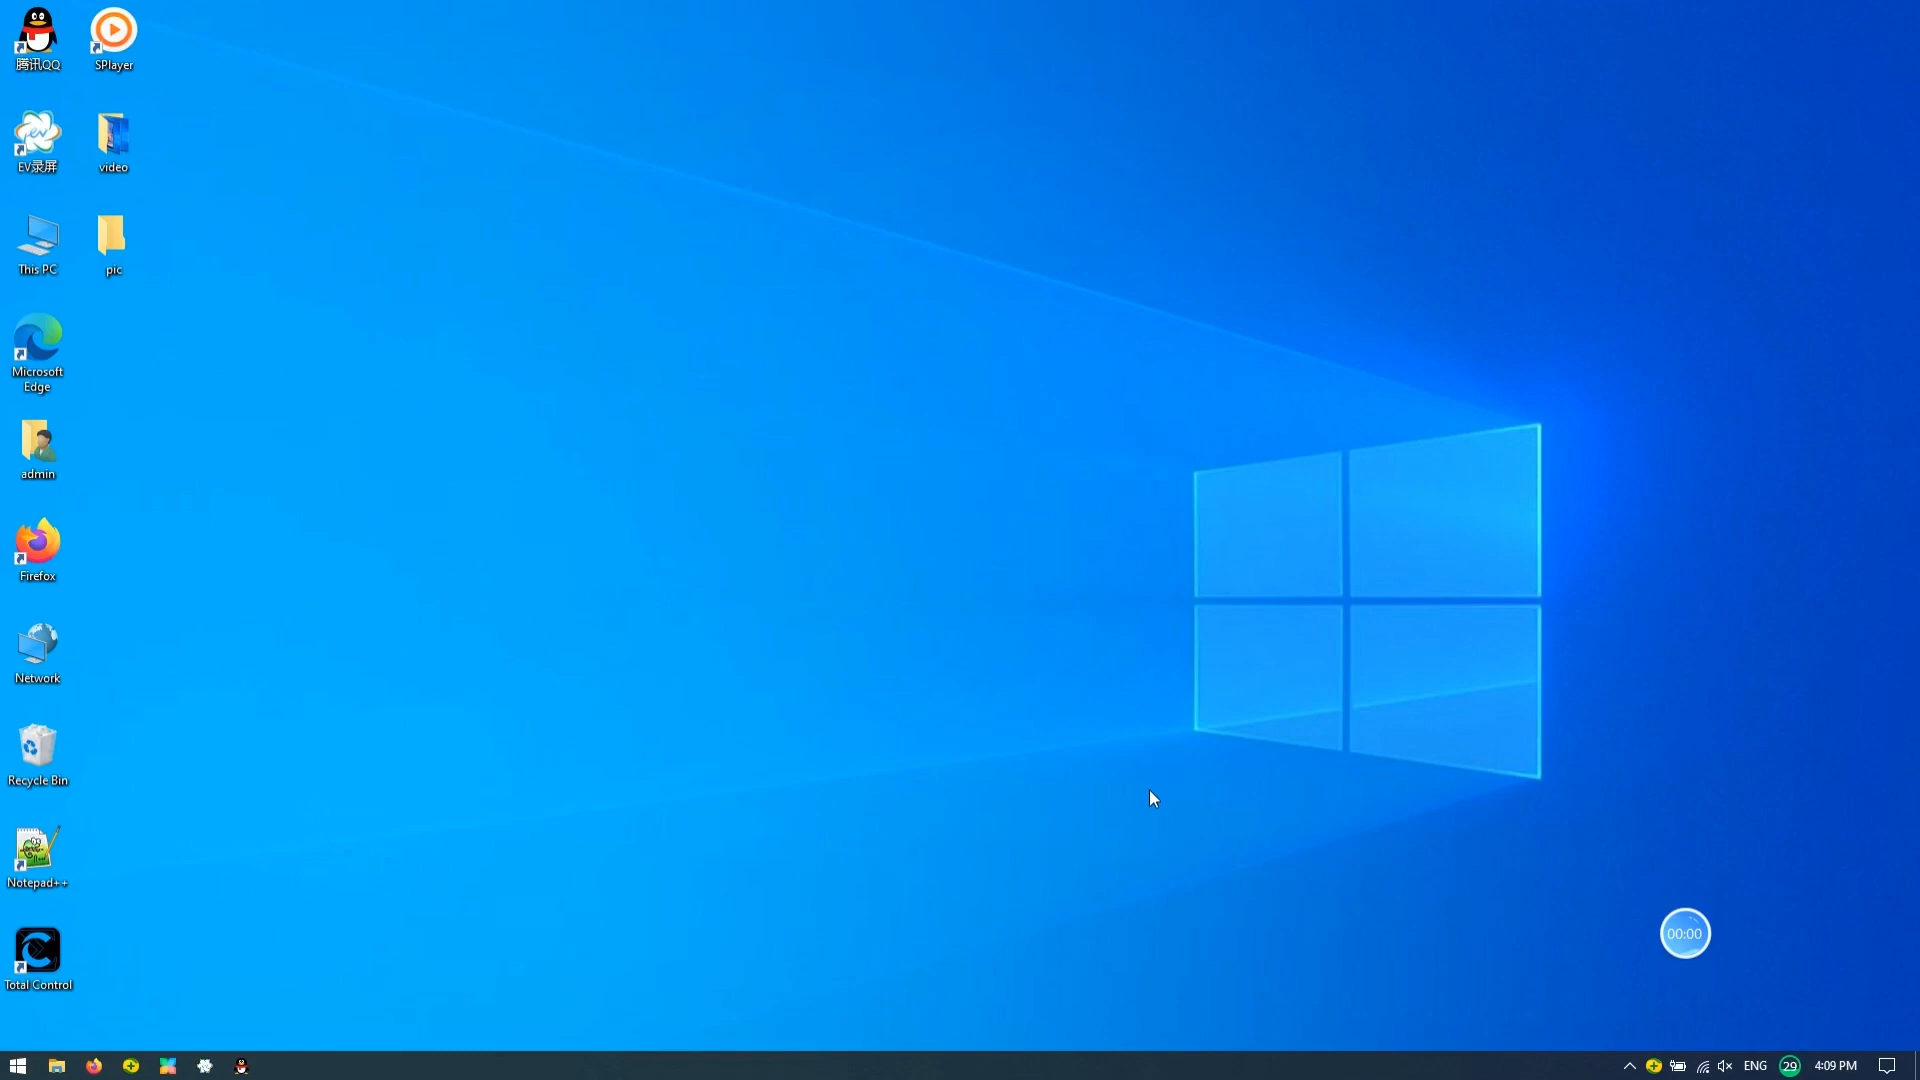 腾讯QQ
SPlayer
EV录屏
video
This PC
pic
Microsoft
Edge
admin
Firefox
Network
Recycle Bin
Notepad++
Total Control
00:00
ENG
29
4:09 PM